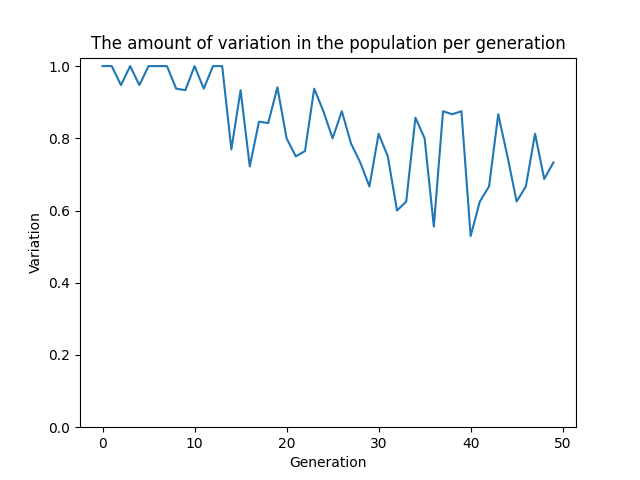 The amount of variation in the population per generation
1.0
0.8
0.6
0.4
0.2
0.0
Variation
0 10 20 30 40 50
Generation